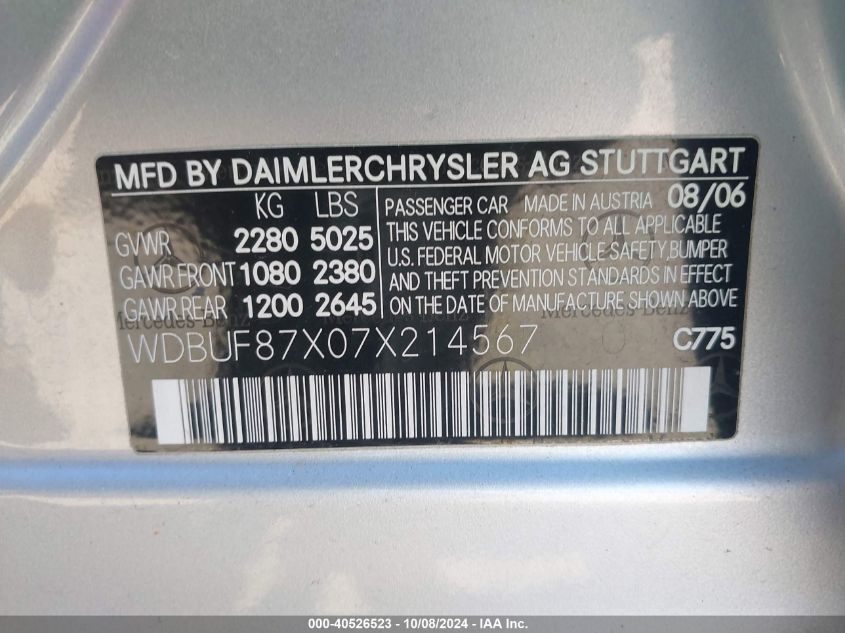 MFD BY DAIMLERCHRYSLER AG STUTTGART
KG LBS
GVWR 2280 5025
GAWR FRONT 1080 2380
GAWR REAR 1200 2645
PASSENGER CAR MADE IN AUSTRIA 08/06
THIS VEHICLE CONFORMS TO ALL APPLICABLE
U.S. FEDERAL MOTOR VEHICLE SAFETY, BUMPER
AND THEFT PREVENTION STANDARDS IN EFFECT
ON THE DATE OF MANUFACTURE SHOWN ABOVE
Mercedes-Benz
WDBUF87X07X214567 C775
000-40526523 - 10/08/2024 - IAA Inc.